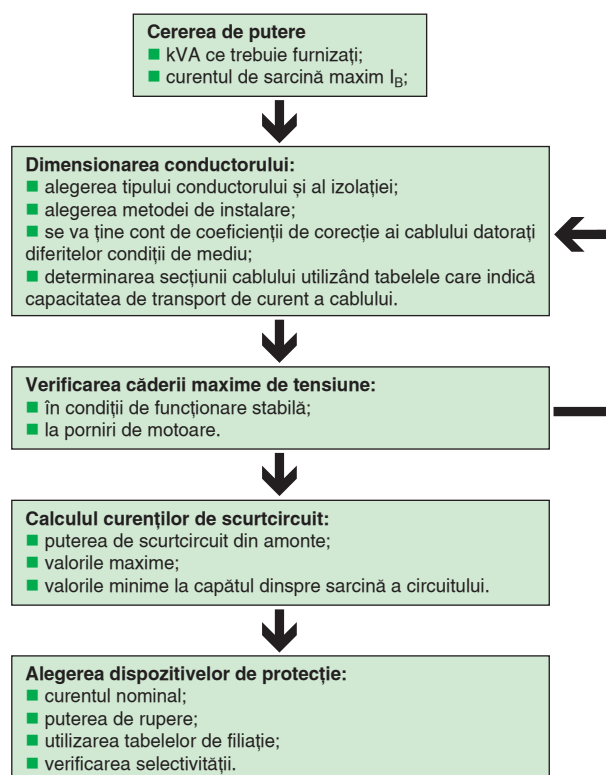 Cererea de putere
■ kVA ce trebuie furnizați;
■ curentul de sarcină maxim I_B;
Dimensionarea conductorului:
■ alegerea tipului conductorului și al izolației;
■ alegerea metodei de instalare;
■ se va ține cont de coeficienții de corecție ai cablului datorați
diferitelor condiții de mediu;
■ determinarea secțiunii cablului utilizând tabelele care indică
capacitatea de transport de curent a cablului.
Verificarea căderii maxime de tensiune:
■ în condiții de funcționare stabilă;
■ la porniri de motoare.
Calculul curenților de scurtcircuit:
■ puterea de scurtcircuit din amonte;
■ valorile maxime;
■ valorile minime la capătul dinspre sarcină a circuitului.
Alegerea dispozitivelor de protecție:
■ curentul nominal;
■ puterea de rupere;
■ utilizarea tabelelor de filiație;
■ verificarea selectivității.